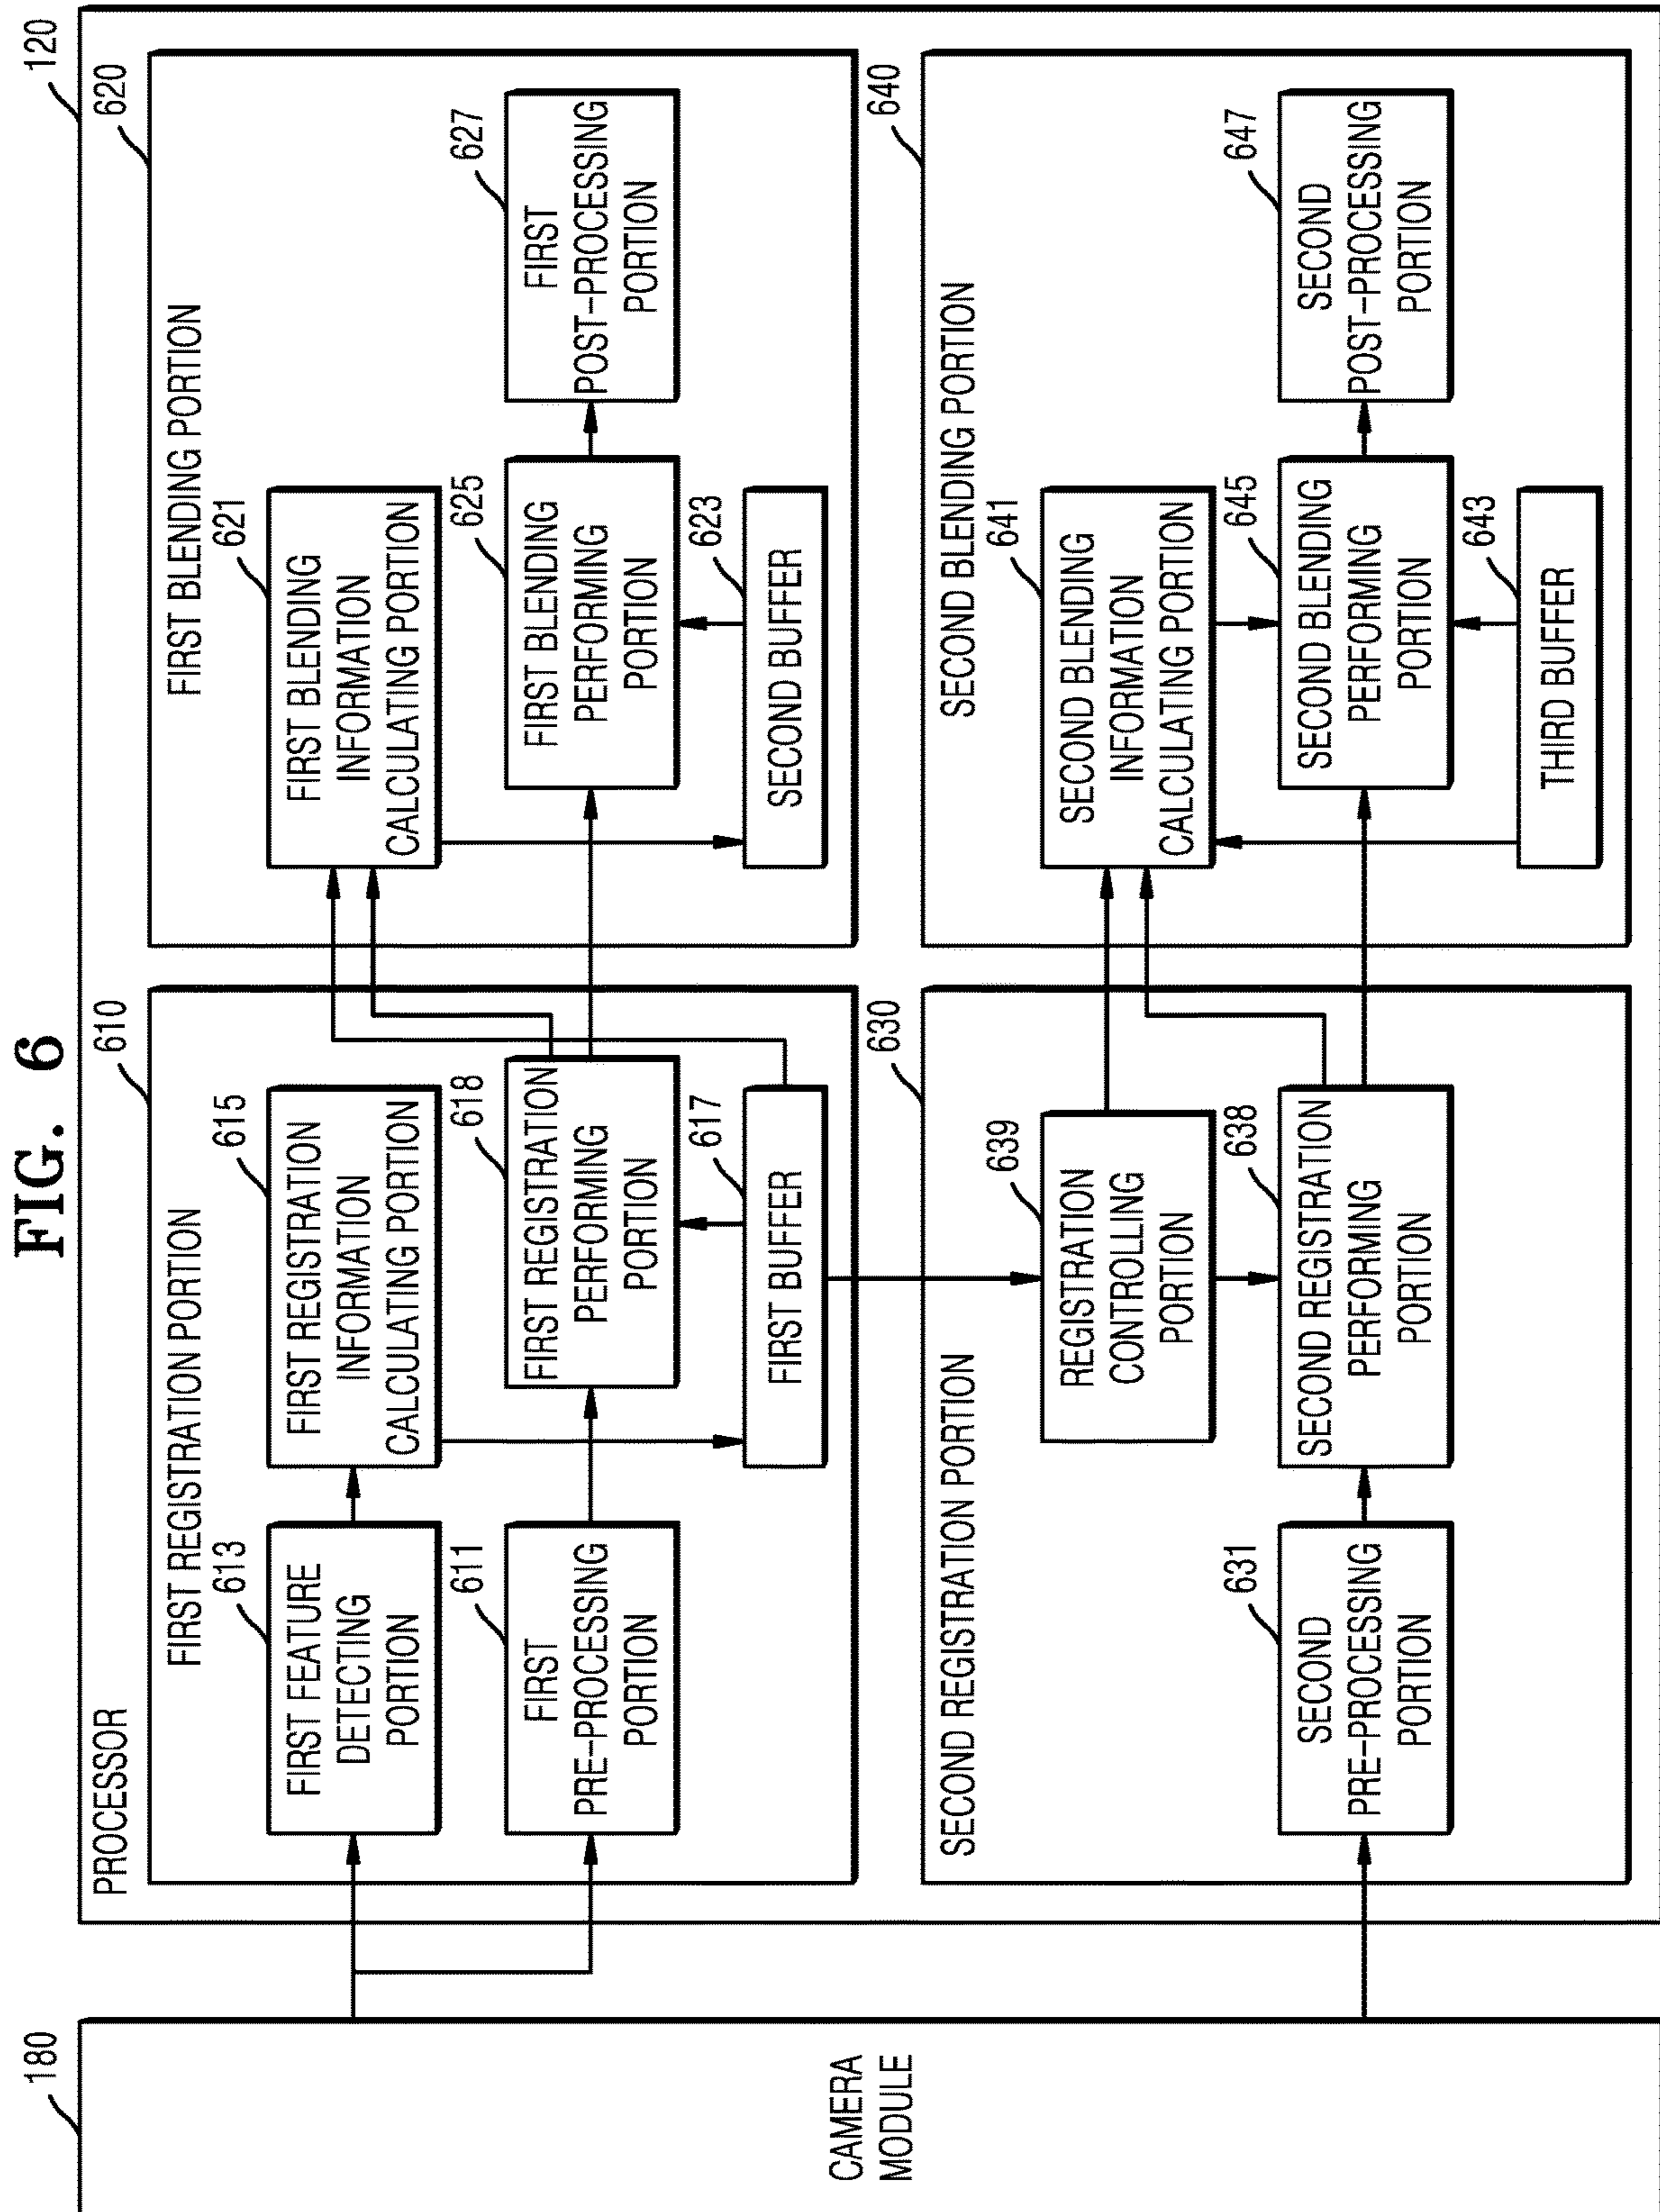 FIG. 6
180
CAMERA
MODULE
120
PROCESSOR
610
FIRST REGISTRATION PORTION
613
FIRST FEATURE
DETECTING
PORTION
615
FIRST REGISTRATION
INFORMATION
CALCULATING PORTION
611
FIRST
PRE-PROCESSING
PORTION
618
FIRST REGISTRATION
PERFORMING
PORTION
617
FIRST BUFFER
620
FIRST BLENDING PORTION
621
FIRST BLENDING
INFORMATION
CALCULATING PORTION
625
FIRST BLENDING
PERFORMING
PORTION
627
FIRST
POST-PROCESSING
PORTION
623
SECOND BUFFER
630
SECOND REGISTRATION PORTION
639
REGISTRATION
CONTROLLING
PORTION
631
SECOND
PRE-PROCESSING
PORTION
638
SECOND REGISTRATION
PERFORMING
PORTION
640
SECOND BLENDING PORTION
641
SECOND BLENDING
INFORMATION
CALCULATING PORTION
645
SECOND BLENDING
PERFORMING
PORTION
647
SECOND
POST-PROCESSING
PORTION
643
THIRD BUFFER